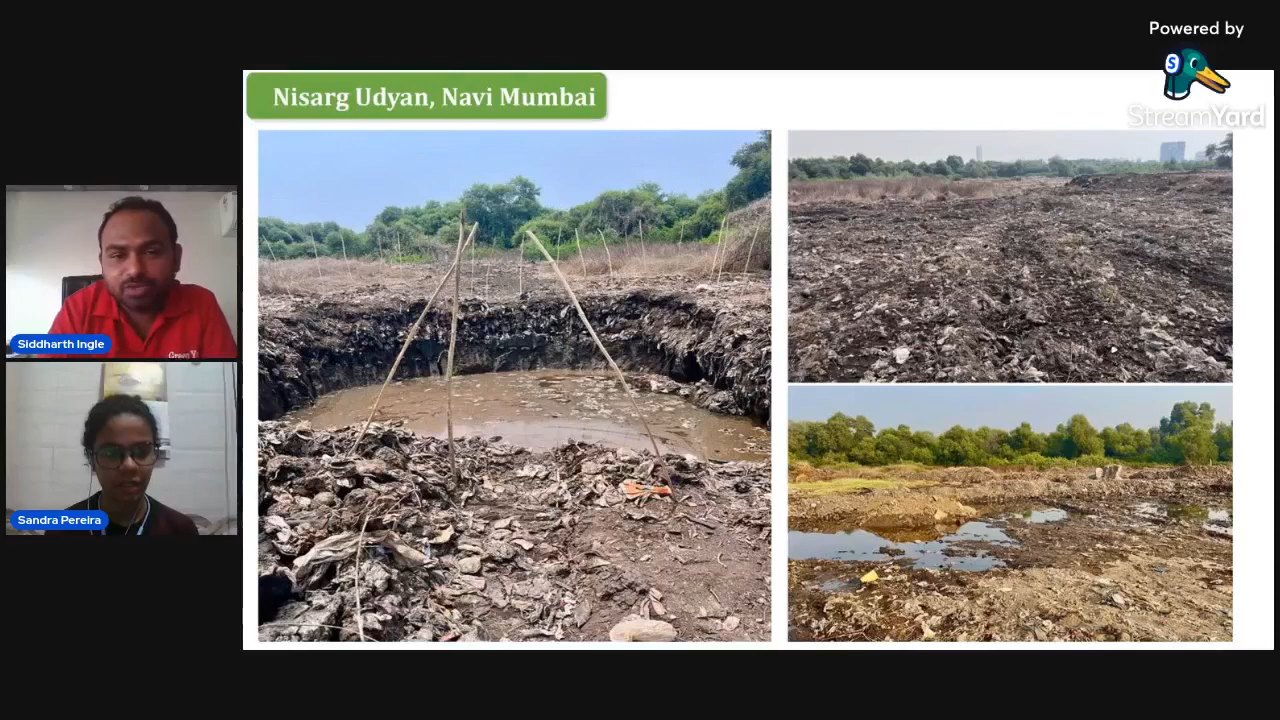 Powered by
S
StreamYard
Nisarg Udyan, Navi Mumbai
Siddharth Ingle
Sandra Pereira